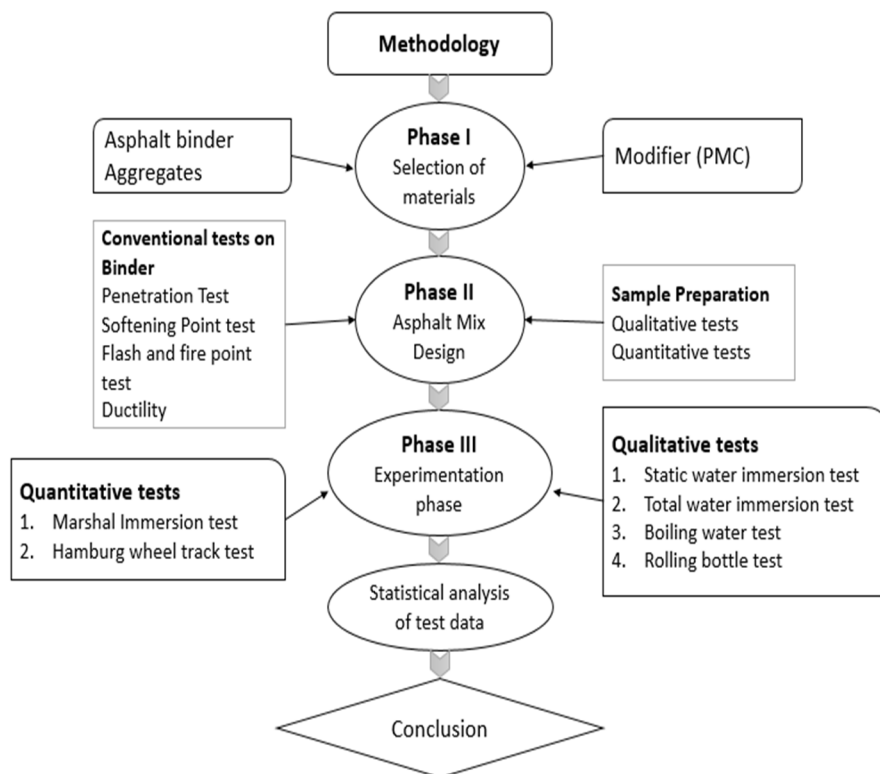 Methodology
Phase I
Selection of
materials
Asphalt binder
Aggregates
Modifier (PMC)
Conventional tests on
Binder
Penetration Test
Softening Point test
Flash and fire point
test
Ductility
Phase II
Asphalt Mix
Design
Sample Preparation
Qualitative tests
Quantitative tests
Phase III
Experimentation
phase
Quantitative tests
1. Marshal Immersion test
2. Hamburg wheel track test
Qualitative tests
1. Static water immersion test
2. Total water immersion test
3. Boiling water test
4. Rolling bottle test
Statistical analysis
of test data
Conclusion